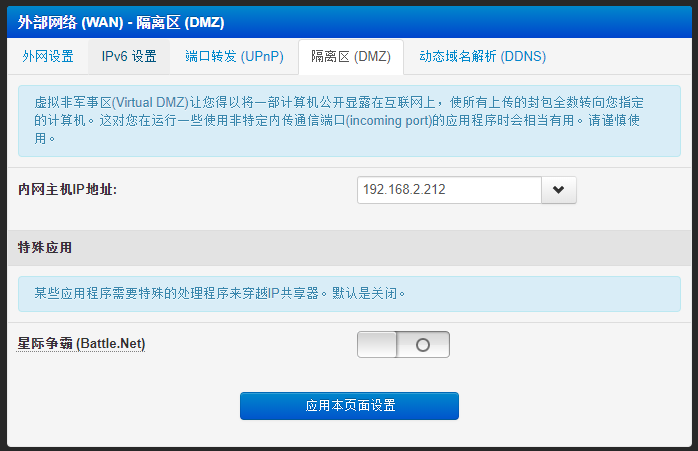 外部网络 (WAN) - 隔离区 (DMZ)
外网设置 IPv6 设置 端口转发 (UPnP) 隔离区 (DMZ) 动态域名解析 (DDNS)
虚拟非军事区(Virtual DMZ)让您得以将一部计算机公开显露在互联网上，使所有上传的封包全数转向您指定
的计算机。这对您在运行一些使用非特定内传通信端口(incoming port)的应用程序时会相当有用。请谨慎使
用。
内网主机IP地址: 192.168.2.212
特殊应用
某些应用程序需要特殊的处理程序来穿越IP共享器。默认是关闭。
星际争霸 (Battle.Net)
应用本页面设置